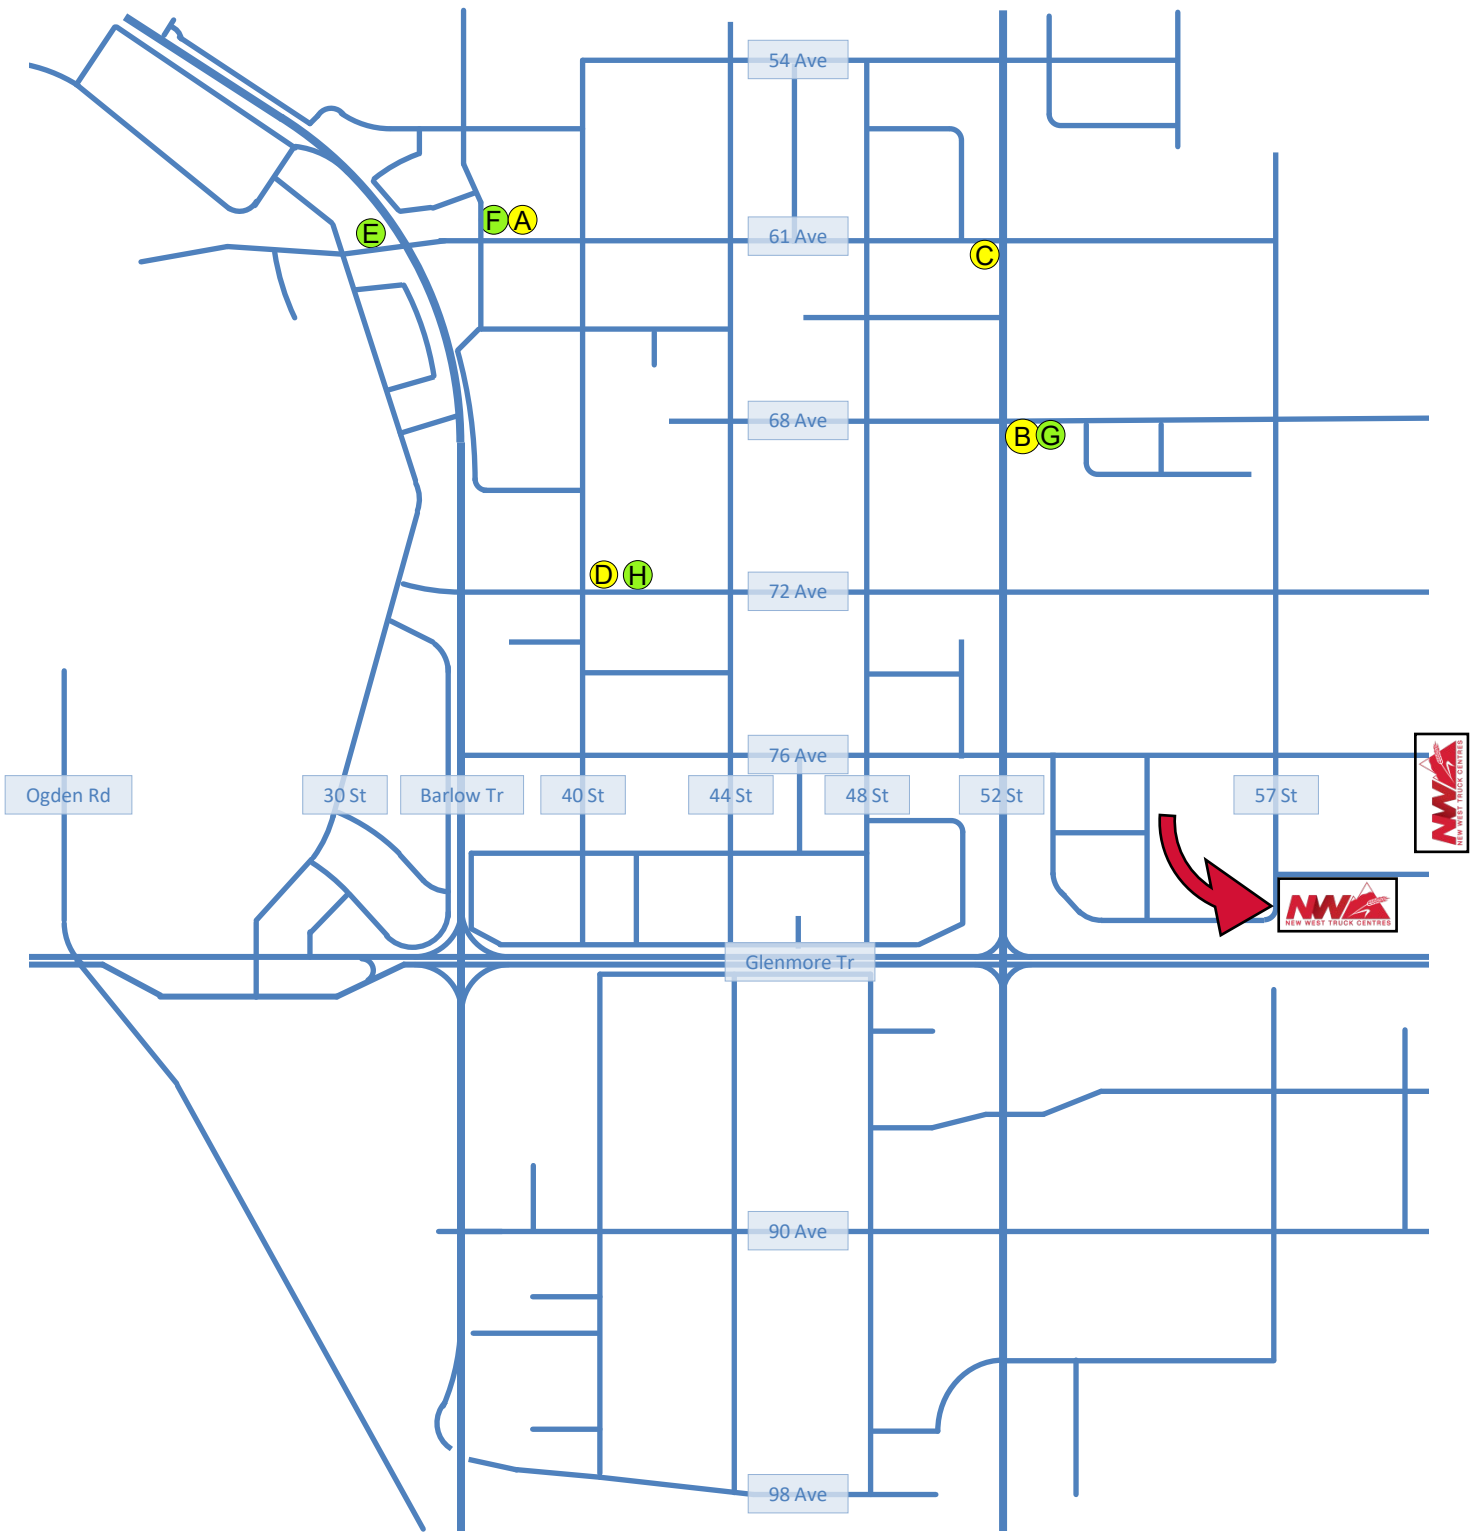 54 Ave
F
A
61 Ave
E
C
68 Ave
B
G
D
H
72 Ave
76 Ave
Ogden Rd
30 St
Barlow Tr
40 St
44 St
48 St
52 St
57 St
NW
NEW WEST TRUCK CENTRES
NW
NEW WEST TRUCK CENTRES
Glenmore Tr
90 Ave
98 Ave